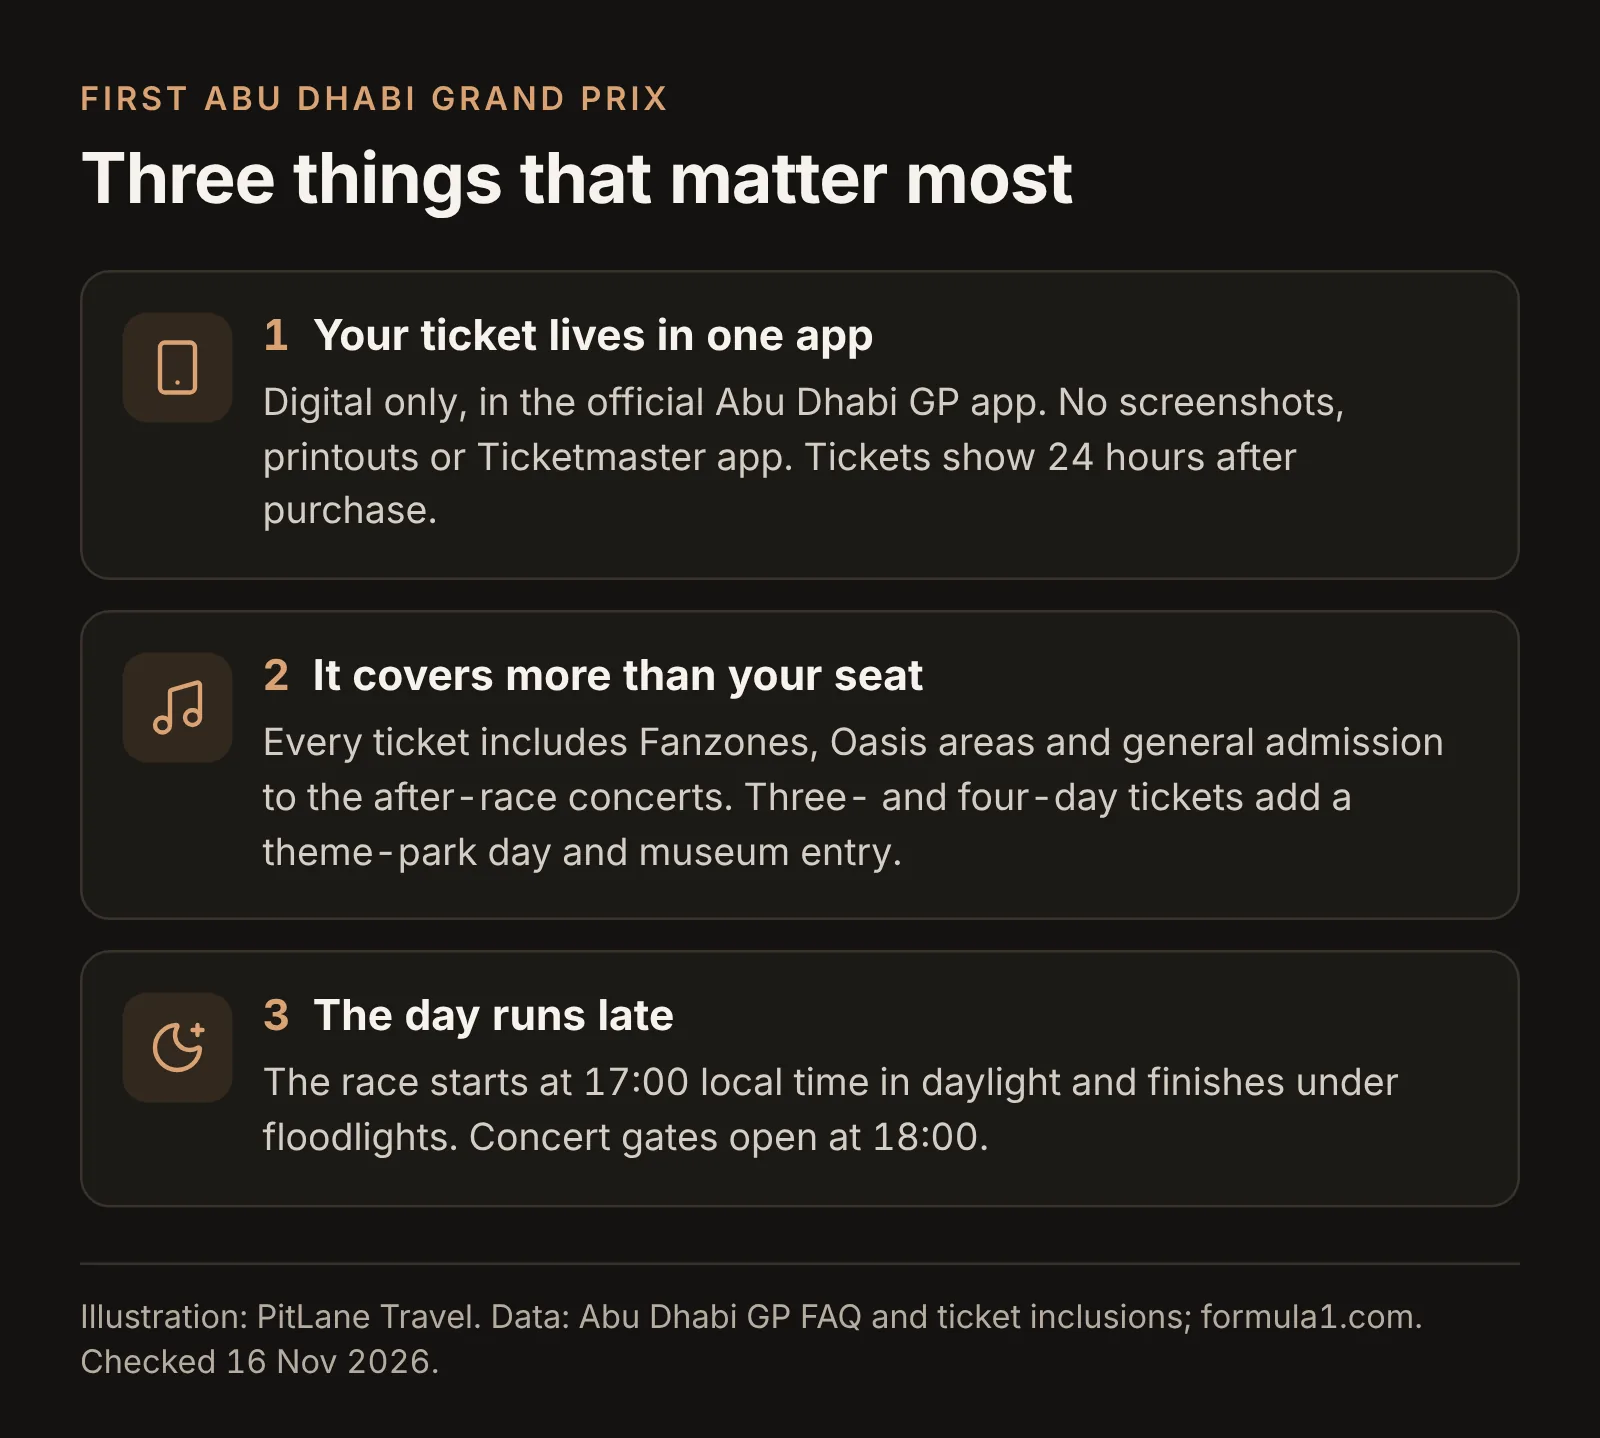 FIRST ABU DHABI GRAND PRIX
Three things that matter most
1 Your ticket lives in one app
Digital only, in the official Abu Dhabi GP app. No screenshots,
printouts or Ticketmaster app. Tickets show 24 hours after
purchase.
2 It covers more than your seat
Every ticket includes Fanzones, Oasis areas and general admission
to the after-race concerts. Three- and four-day tickets add a
theme-park day and museum entry.
3 The day runs late
The race starts at 17:00 local time in daylight and finishes under
floodlights. Concert gates open at 18:00.
Illustration: PitLane Travel. Data: Abu Dhabi GP FAQ and ticket inclusions; formula1.com.
Checked 16 Nov 2026.